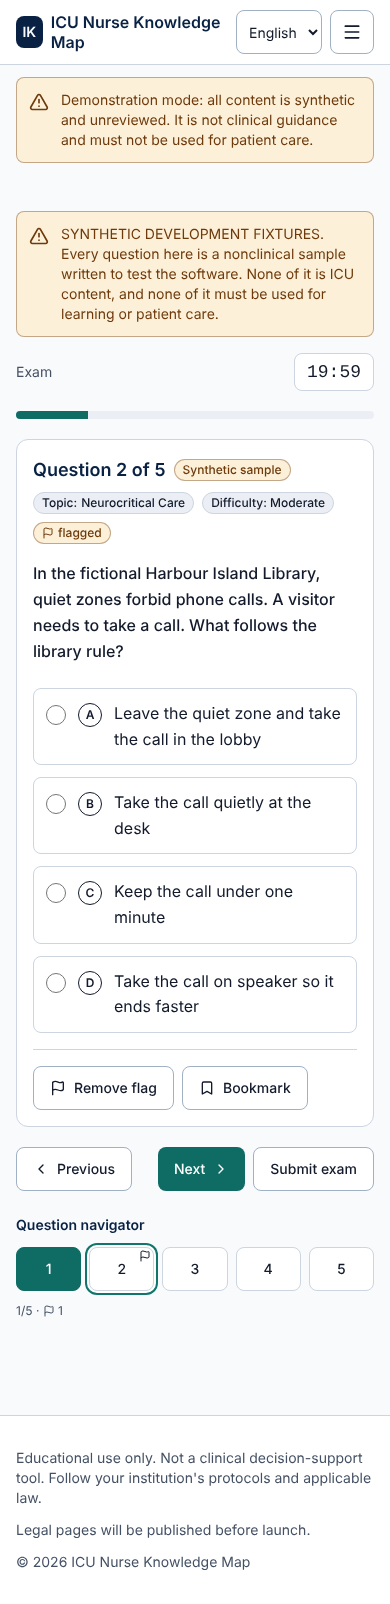 IK
ICU Nurse Knowledge
Map
English
Demonstration mode: all content is synthetic
and unreviewed. It is not clinical guidance
and must not be used for patient care.
SYNTHETIC DEVELOPMENT FIXTURES.
Every question here is a nonclinical sample
written to test the software. None of it is ICU
content, and none of it must be used for
learning or patient care.
Exam
19:59
Question 2 of 5
Synthetic sample
Topic: Neurocritical Care
Difficulty: Moderate
flagged
In the fictional Harbour Island Library,
quiet zones forbid phone calls. A visitor
needs to take a call. What follows the
library rule?
A Leave the quiet zone and take
the call in the lobby
B Take the call quietly at the
desk
C Keep the call under one
minute
D Take the call on speaker so it
ends faster
Remove flag
Bookmark
Previous
Next
Submit exam
Question navigator
1
2
3
4
5
1/5 · 1
Educational use only. Not a clinical decision-support
tool. Follow your institution's protocols and applicable
law.
Legal pages will be published before launch.
© 2026 ICU Nurse Knowledge Map